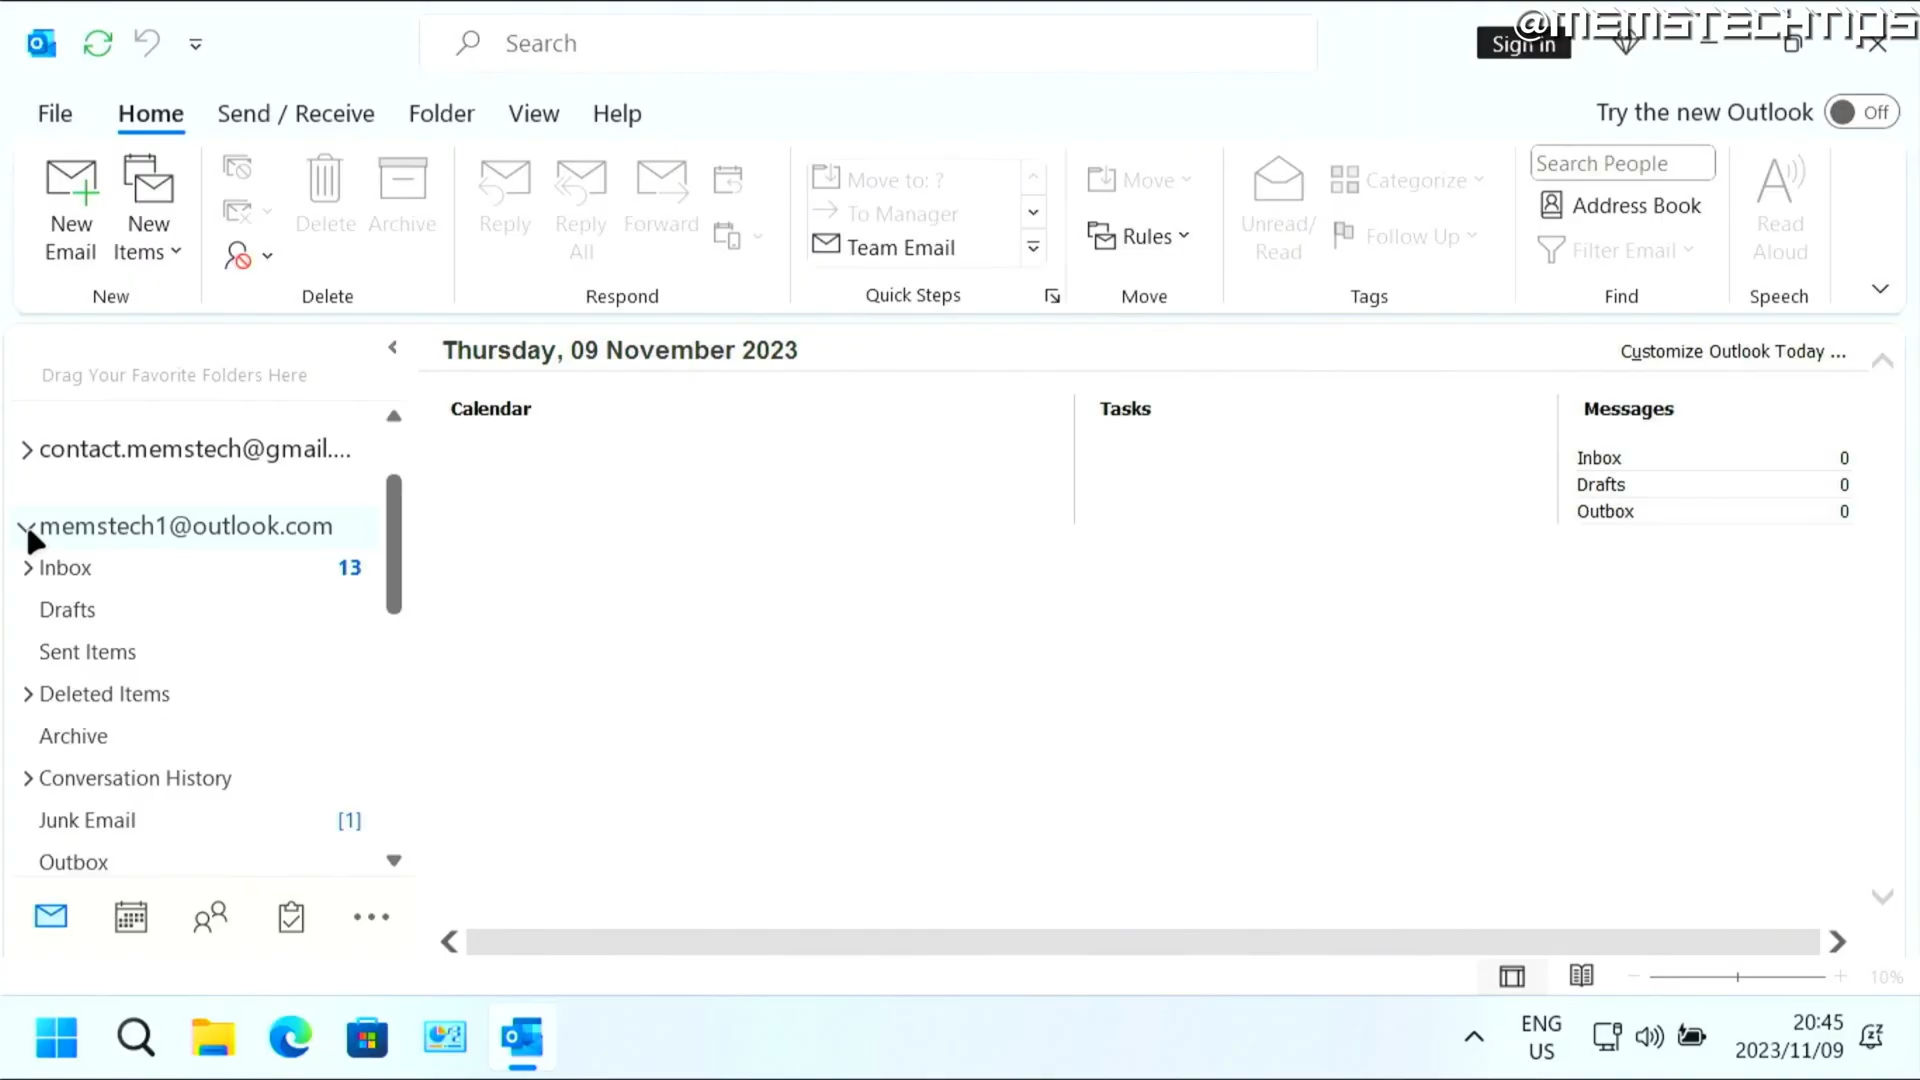 @MEMSTECHTIPS
Search
Sign in
File Home Send / Receive Folder View Help
Try the new Outlook Off
New Email
New Items
New
Delete
Archive
Delete
Reply
Reply All
Forward
Respond
Move to: ?
To Manager
Team Email
Quick Steps
Move
Rules
Move
Unread/ Read
Categorize
Follow Up
Tags
Search People
Address Book
Filter Email
Find
Read Aloud
Speech
Drag Your Favorite Folders Here
contact.memstech@gmail....
memstech1@outlook.com
Inbox 13
Drafts
Sent Items
Deleted Items
Archive
Conversation History
Junk Email [1]
Outbox
Thursday, 09 November 2023
Customize Outlook Today ...
Calendar
Tasks
Messages
Inbox 0
Drafts 0
Outbox 0
10%
ENG
US
20:45
2023/11/09